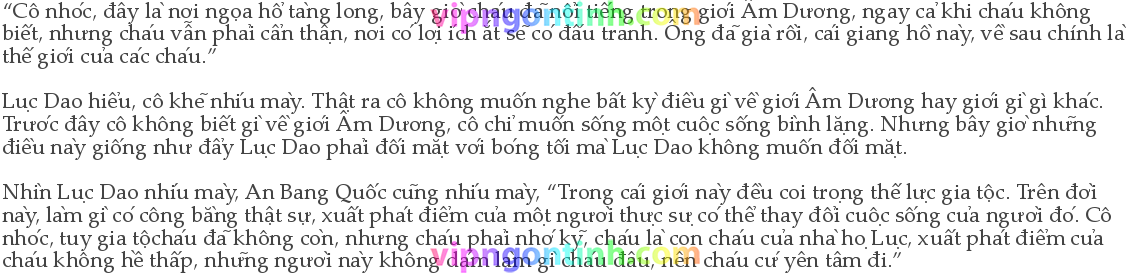 “Cô nhóc, đây là nơi ngọa hổ tàng long, bây giờ cháu đã nổi tiếng trong giới Âm Dương, ngay cả khi cháu không
biết, nhưng cháu vẫn phải cẩn thận, nơi có lợi ích ắt sẽ có đấu tranh. Ông đã già rồi, cái giang hồ này, về sau chính là
thế giới của các cháu.”
Lục Dao hiểu, cô khẽ nhíu mày. Thật ra cô không muốn nghe bất kỳ điều gì về giới Âm Dương hay giới gì gì khác.
Trước đây cô không biết gì về giới Âm Dương, cô chỉ muốn sống một cuộc sống bình lặng. Nhưng bây giờ những
điều này giống như đẩy Lục Dao phải đối mặt với bóng tối mà Lục Dao không muốn đối mặt.
Nhìn Lục Dao nhíu mày, An Bang Quốc cũng nhíu mày, “Trong cái giới này đều coi trọng thế lực gia tộc. Trên đời
này, làm gì có công bằng thật sự, xuất phát điểm của một người thực sự có thể thay đổi cuộc sống của người đó. Cô
nhóc, tuy gia tộcháu đã không còn, nhưng cháu phải nhớ kỹ, cháu là con cháu của nhà họ Lục, xuất phát điểm của
cháu không hề thấp, những người này không dám làm gì cháu đâu, nên cháu cứ yên tâm đi.”
vipngontinh.com
vipngontinh.com